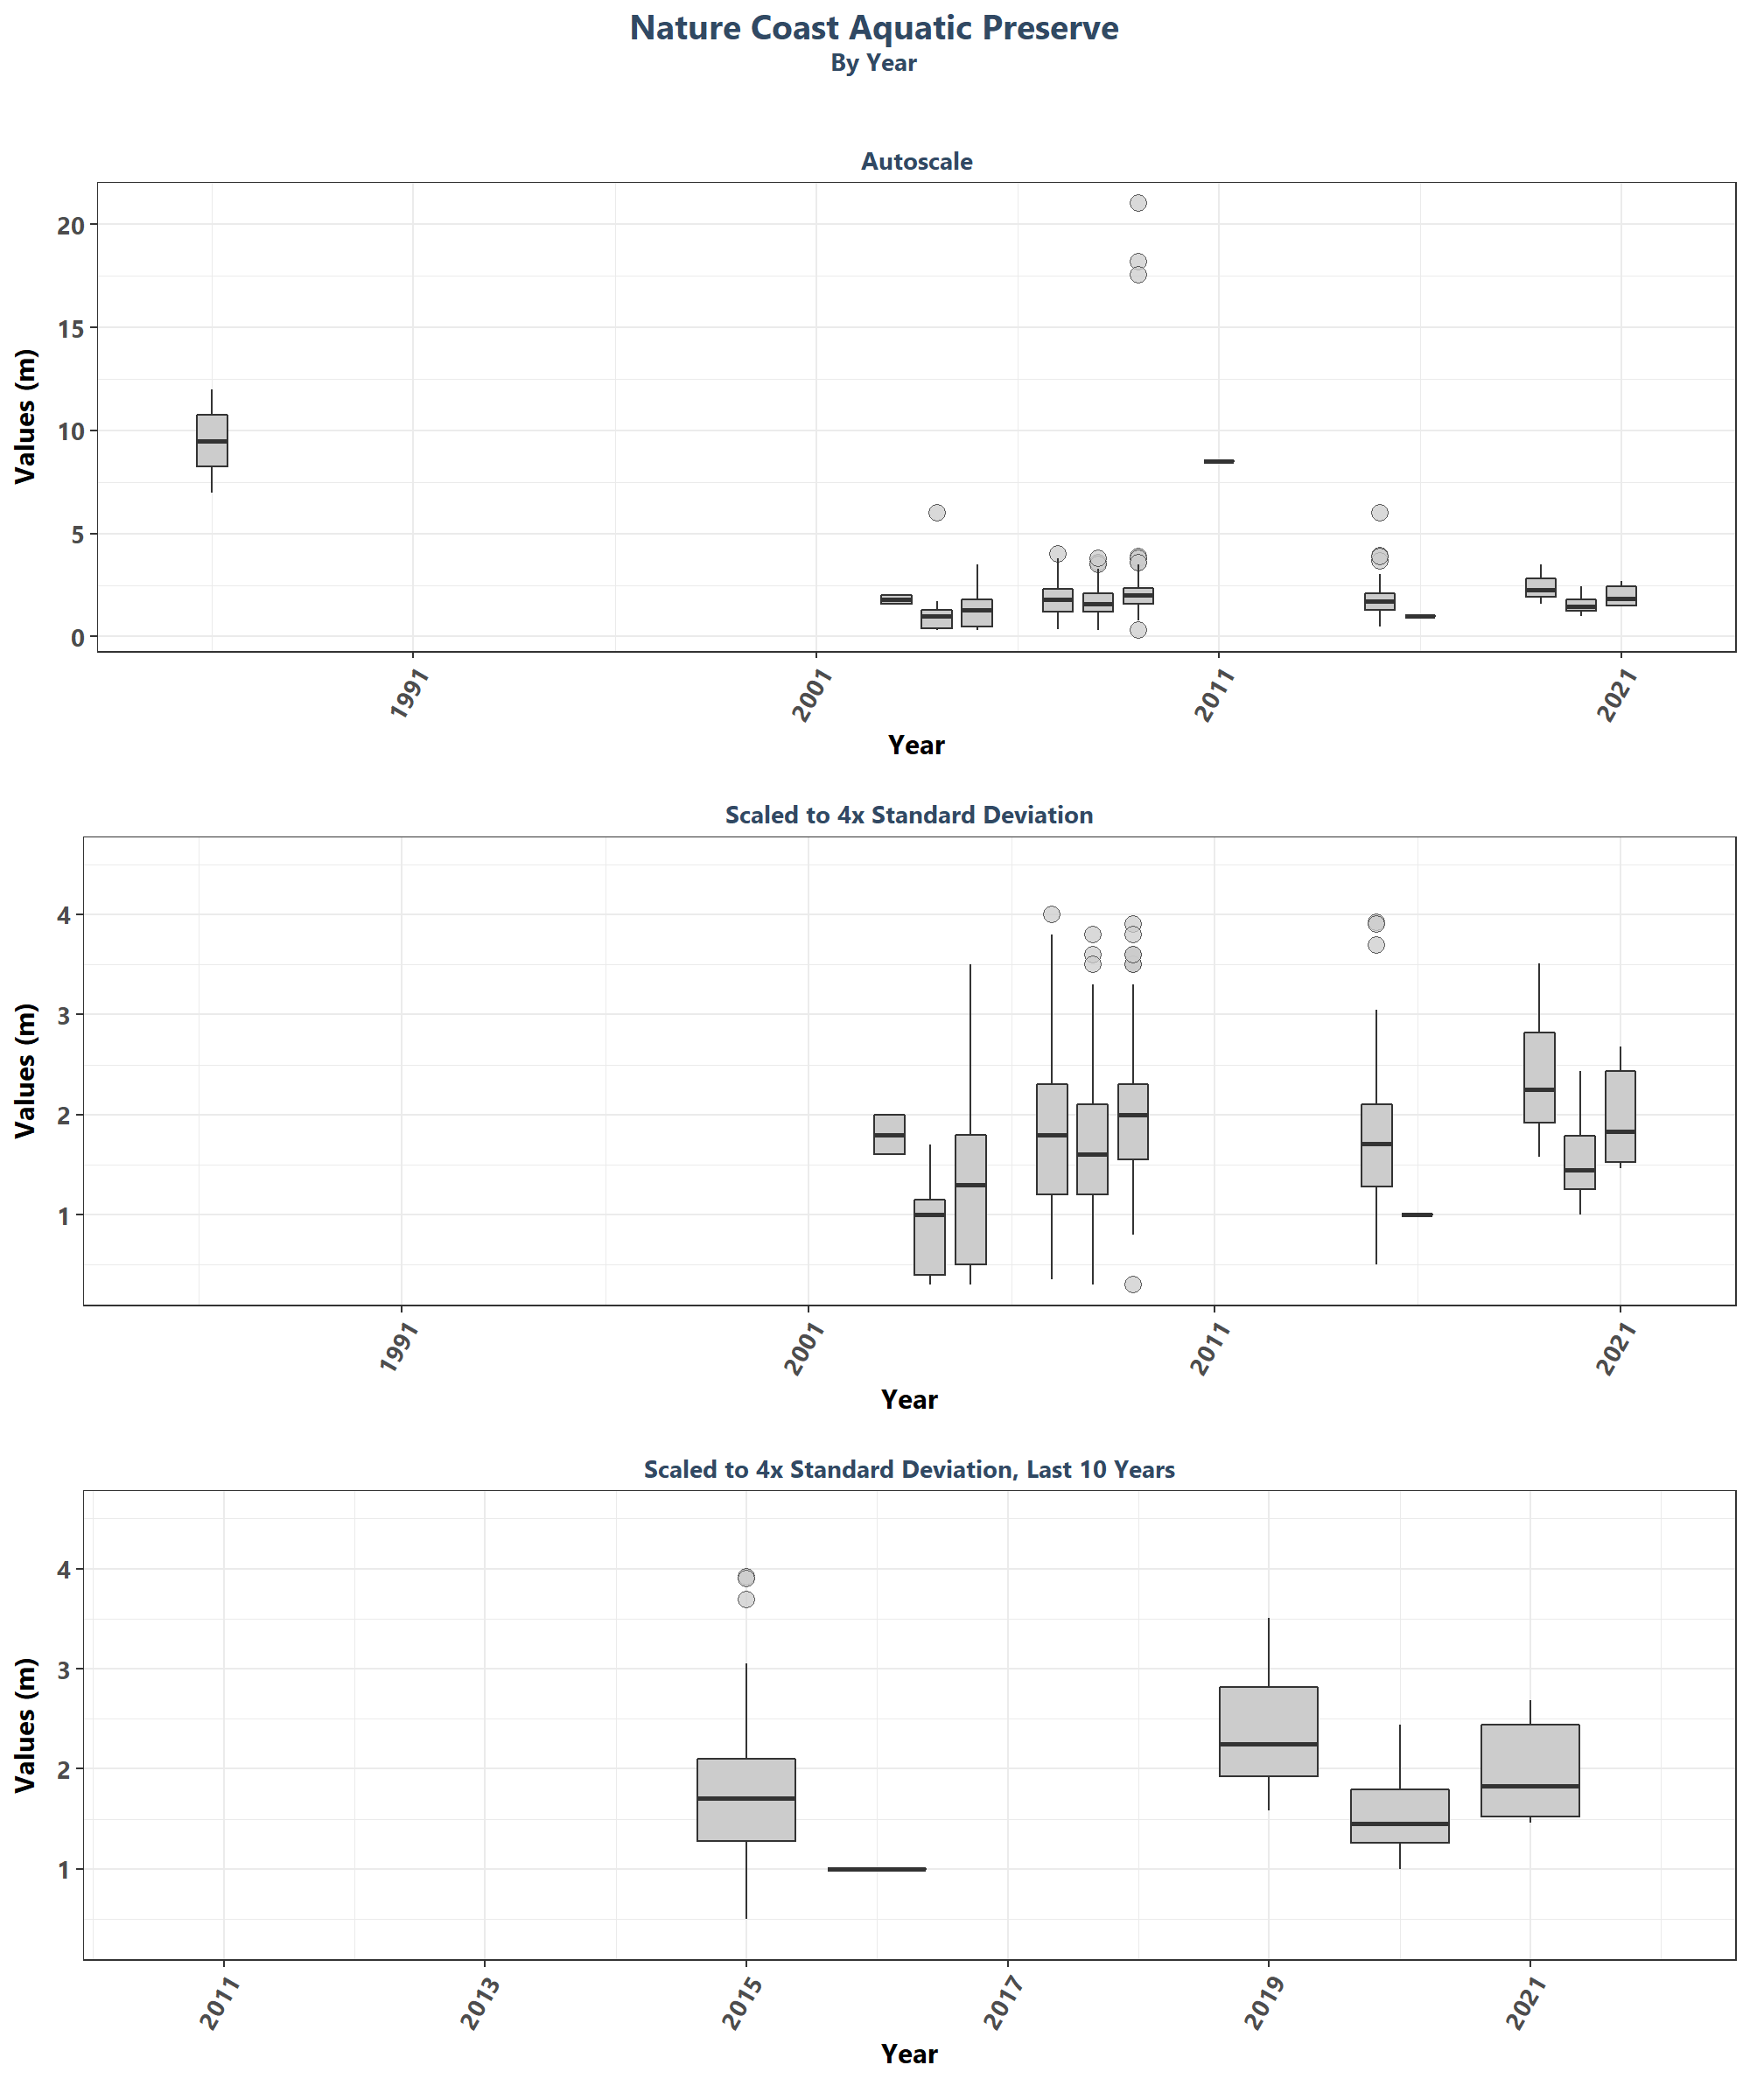 Nature Coast Aquatic Preserve
By Year
Autoscale
Values (m)
20
15
10
5
0
1991
2001
2011
2021
Year
Scaled to 4x Standard Deviation
Values (m)
4
3
2
1
1991
2001
2011
2021
Year
Scaled to 4x Standard Deviation, Last 10 Years
Values (m)
4
3
2
1
2011
2013
2015
2017
2019
2021
Year